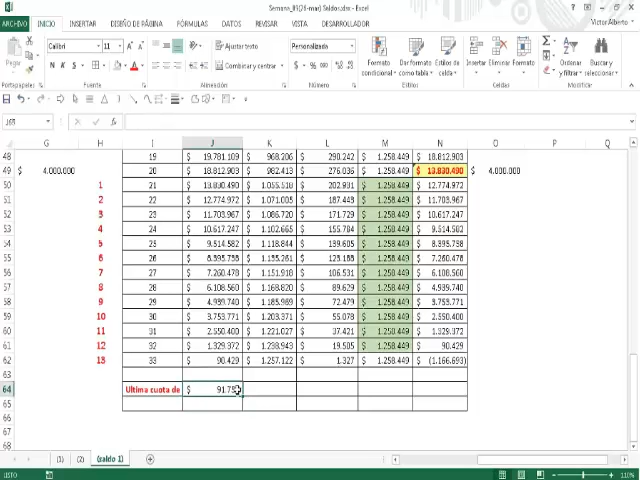 Semana_03(26-mar) Saldos.xlsx - Excel
ARCHIVO INICIO INSERTAR DISEÑO DE PÁGINA FÓRMULAS DATOS REVISAR VISTA DESARROLLADOR Victor Alberto
Pegar Calibri 11 Ajustar texto Personalizada Formato condicional Dar formato como tabla Estilos de celda Insertar Eliminar Formato Ordenar y filtrar Buscar y seleccionar
N K S Combinar y centrar $ % 000
Portapapeles Fuente Alineación Número Estilos Celdas Modificar
G H I J K L M N O P Q
48 19 $ 19.781.109 $ 968.206 $ 290.242 $ 1.258.449 $ 18.812.903
49 $ 4.000.000 20 $ 18.812.903 $ 982.413 $ 276.036 $ 1.258.449 $ 13.830.490 $ 4.000.000
50 1 21 $ 13.830.490 $ 1.055.518 $ 202.931 $ 1.258.449 $ 12.774.972
51 2 22 $ 12.774.972 $ 1.071.005 $ 187.443 $ 1.258.449 $ 11.703.967
52 3 23 $ 11.703.967 $ 1.086.720 $ 171.729 $ 1.258.449 $ 10.617.247
53 4 24 $ 10.617.247 $ 1.102.665 $ 155.784 $ 1.258.449 $ 9.514.582
54 5 25 $ 9.514.582 $ 1.118.844 $ 139.605 $ 1.258.449 $ 8.395.738
55 6 26 $ 8.395.738 $ 1.135.261 $ 123.188 $ 1.258.449 $ 7.260.478
56 7 27 $ 7.260.478 $ 1.151.918 $ 106.531 $ 1.258.449 $ 6.108.560
57 8 28 $ 6.108.560 $ 1.168.820 $ 89.629 $ 1.258.449 $ 4.939.740
58 9 29 $ 4.939.740 $ 1.185.969 $ 72.479 $ 1.258.449 $ 3.753.771
59 10 30 $ 3.753.771 $ 1.203.371 $ 55.078 $ 1.258.449 $ 2.550.400
60 11 31 $ 2.550.400 $ 1.221.027 $ 37.421 $ 1.258.449 $ 1.329.372
61 12 32 $ 1.329.372 $ 1.238.943 $ 19.505 $ 1.258.449 $ 90.429
62 13 33 $ 90.429 $ 1.257.122 $ 1.327 $ 1.258.449 $ (1.166.693)
63
64 Ultima cuota de $
65
66
67
68
(1) (2) (saldo 1)
LISTO 110%